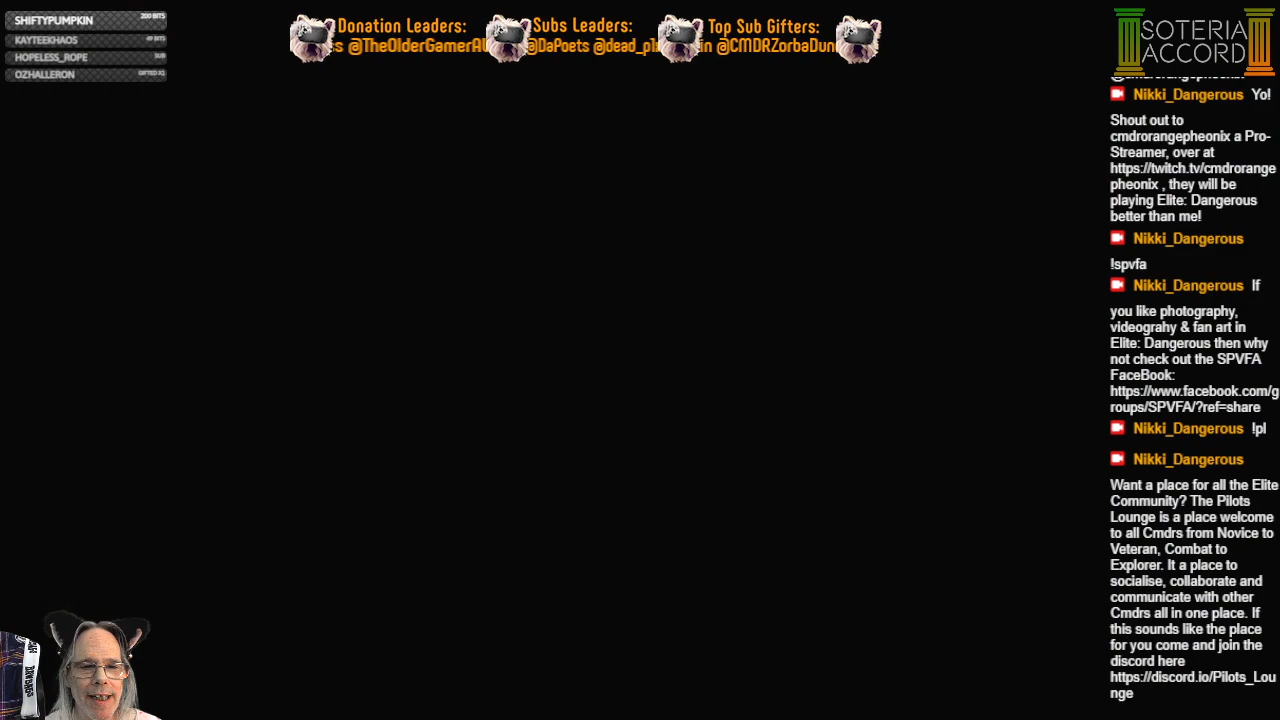 SHIFTYPUMPKIN 200 BITS
KAYTEEKHAOS 49 BITS
HOPELESS_ROPE SUB
OZHALLERON GIFTED
Donation Leaders:
@TheOlderGamerA
Subs Leaders:
@DaPoets
Top Sub Gifters:
@CMDRZorbaDun
SOTERIA
ACCORD
Nikki_Dangerous Yo!
Shout out to
cmdrorangepheonix a Pro-
Streamer, over at
https://twitch.tv/cmdrorange
pheonix , they will be
playing Elite: Dangerous
better than me!
Nikki_Dangerous
!spvfa
Nikki_Dangerous If
you like photography,
videograhy & fan art in
Elite: Dangerous then why
not check out the SPVFA
FaceBook:
https://www.facebook.com/g
roups/SPVFA/?ref=share
Nikki_Dangerous !pl
Nikki_Dangerous
Want a place for all the Elite
Community? The Pilots
Lounge is a place welcome
to all Cmdrs from Novice to
Veteran, Combat to
Explorer. It a place to
socialise, collaborate and
communicate with other
Cmdrs all in one place. If
this sounds like the place
for you come and join the
discord here
https://discord.io/Pilots_Lou
nge